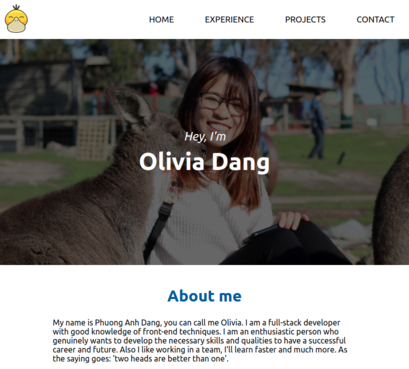 HOME EXPERIENCE PROJECTS CONTACT
Hey, I'm
Olivia Dang
About me
My name is Phuong Anh Dang, you can call me Olivia. I am a full-stack developer
with good knowledge of front-end techniques. I am an enthusiastic person who
genuinely wants to develop the necessary skills and qualities to have a successful
career and future. Also I like working in a team, I'll learn faster and much more. As
the saying goes: 'two heads are better than one'.